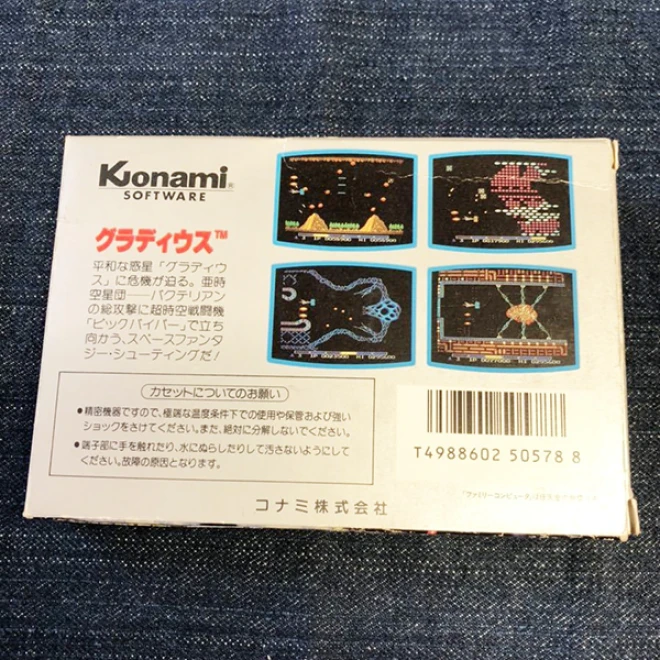 Konami
SOFTWARE
グラディウス™
平和な惑星「グラディウ
ス」に危機が迫る。亜時
空星団——バクテリアン
の総攻撃に超時空戦闘機
「ビックバイパー」で立ち
向かう、スペースファンタ
ジー・シューティングだ!
カセットについてのお願い
●精密機器ですので、極端な温度条件下での使用や保管および強い
ショックをさけてください。また、絶対に分解しないでください。
●端子部に手を触れたり、水にぬらしたりして汚さないようにして
ください。故障の原因となります。
T4988602 50578 8
コナミ株式会社